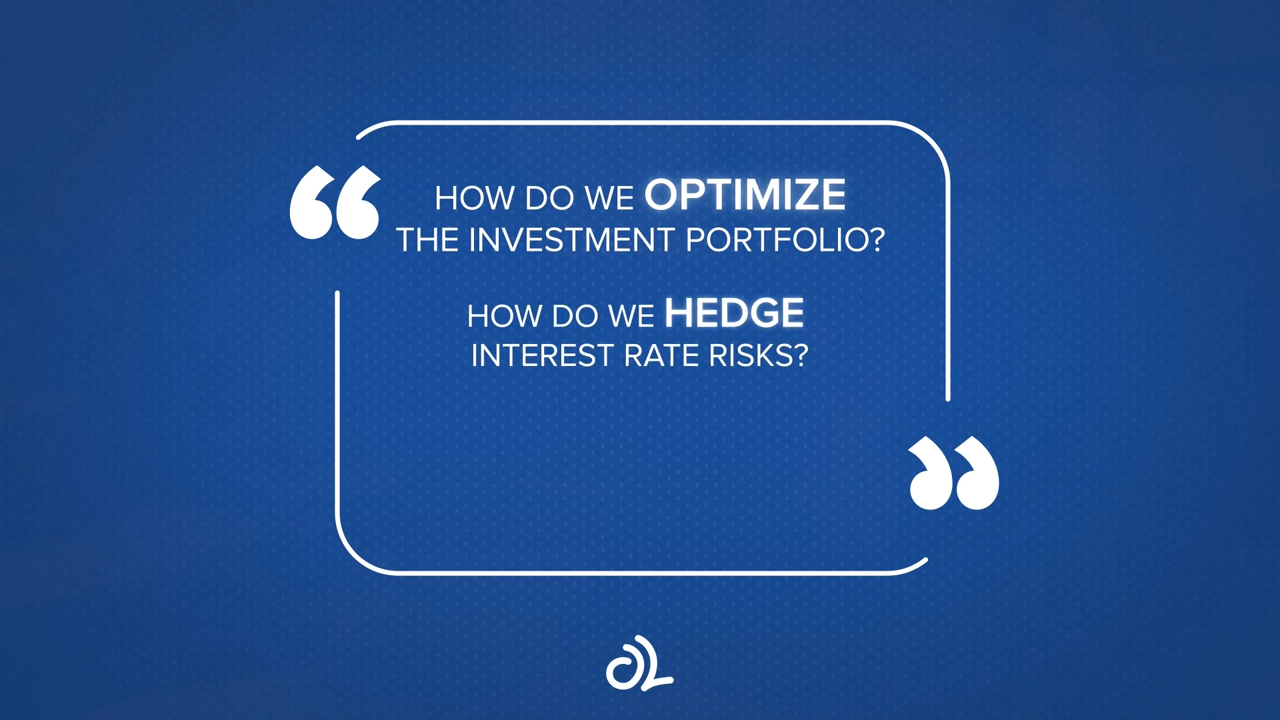 HOW DO WE OPTIMIZE
THE INVESTMENT PORTFOLIO?
HOW DO WE HEDGE
INTEREST RATE RISKS?